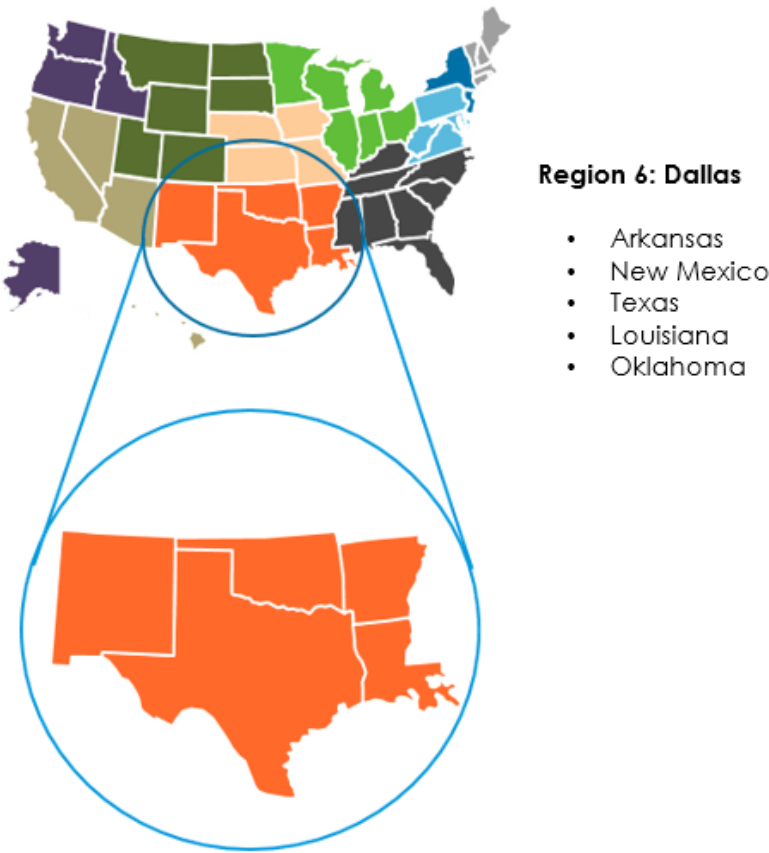 Region 6: Dallas
• Arkansas
• New Mexico
• Texas
• Louisiana
• Oklahoma